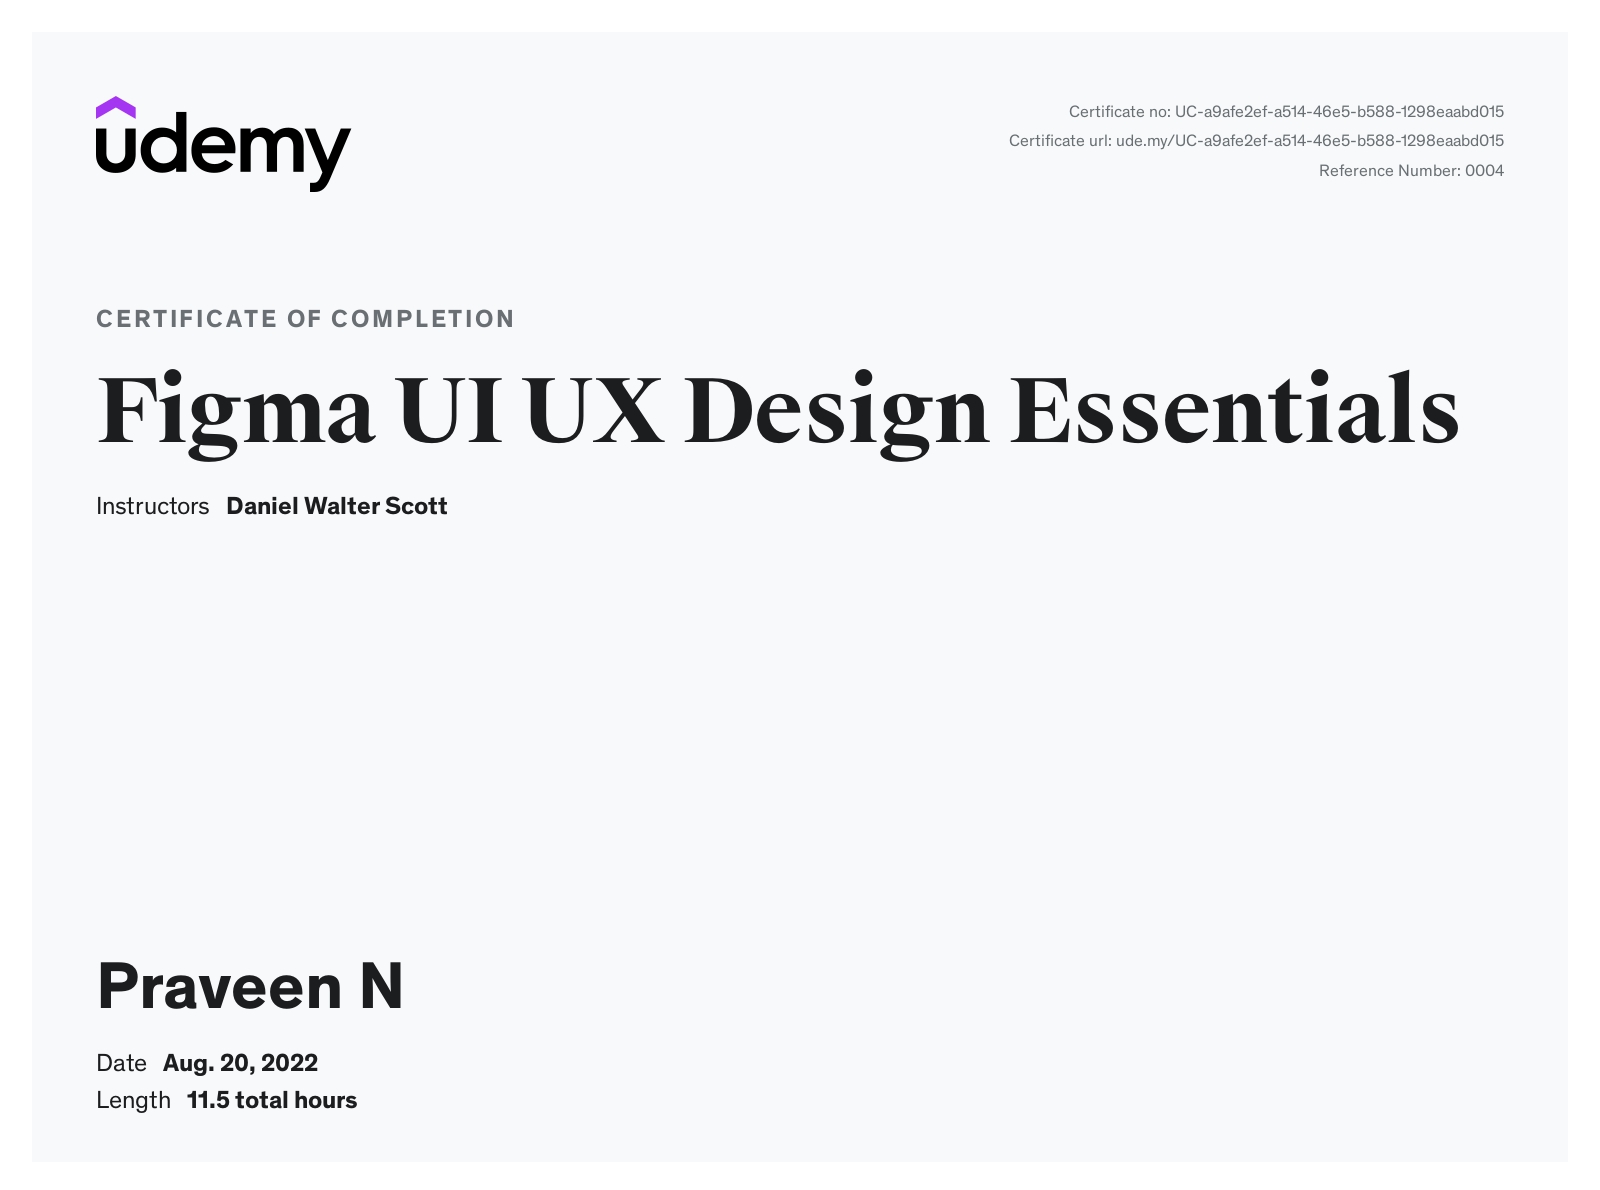 udemy
Certificate no: UC-a9afe2ef-a514-46e5-b588-1298eaabd015
Certificate url: ude.my/UC-a9afe2ef-a514-46e5-b588-1298eaabd015
Reference Number: 0004
CERTIFICATE OF COMPLETION
Figma UI UX Design Essentials
Instructors Daniel Walter Scott
Praveen N
Date Aug. 20, 2022
Length 11.5 total hours